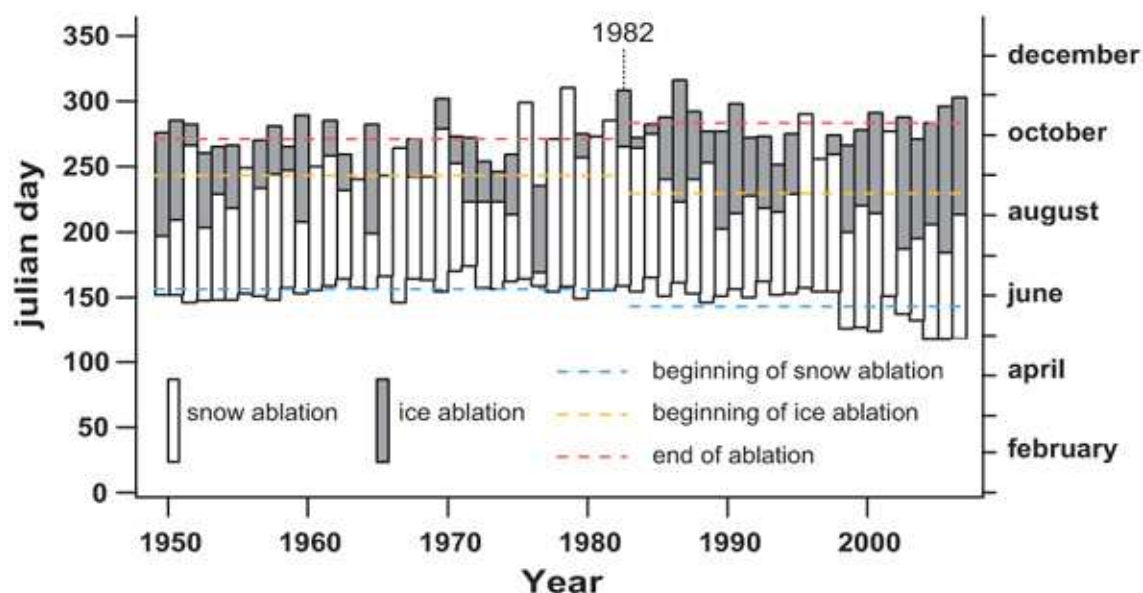 1982
350
300
250
200
150
100
50
0
julian day
december
october
august
june
april
february
snow ablation
ice ablation
beginning of snow ablation
beginning of ice ablation
end of ablation
1950 1960 1970 1980 1990 2000
Year